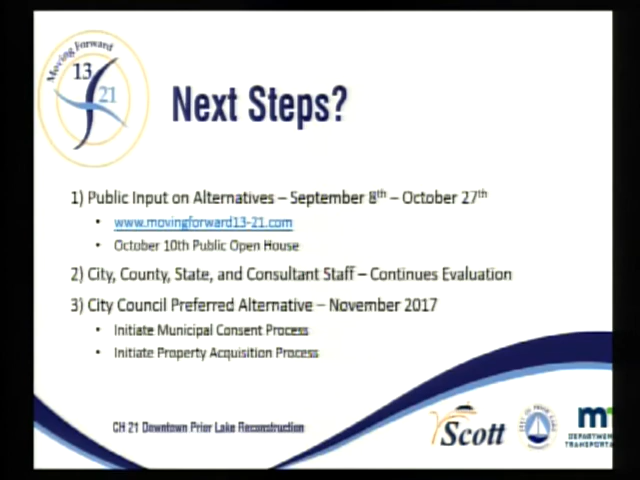 Moving Forward
13
21
Next Steps?
1) Public Input on Alternatives – September 8th – October 27th
• www.movingforward13-21.com
• October 10th Public Open House
2) City, County, State, and Consultant Staff – Continues Evaluation
3) City Council Preferred Alternative – November 2017
• Initiate Municipal Consent Process
• Initiate Property Acquisition Process
CH 21 Downtown Prior Lake Reconstruction
Scott
m
DEPARTMEN
TRANSPORTA